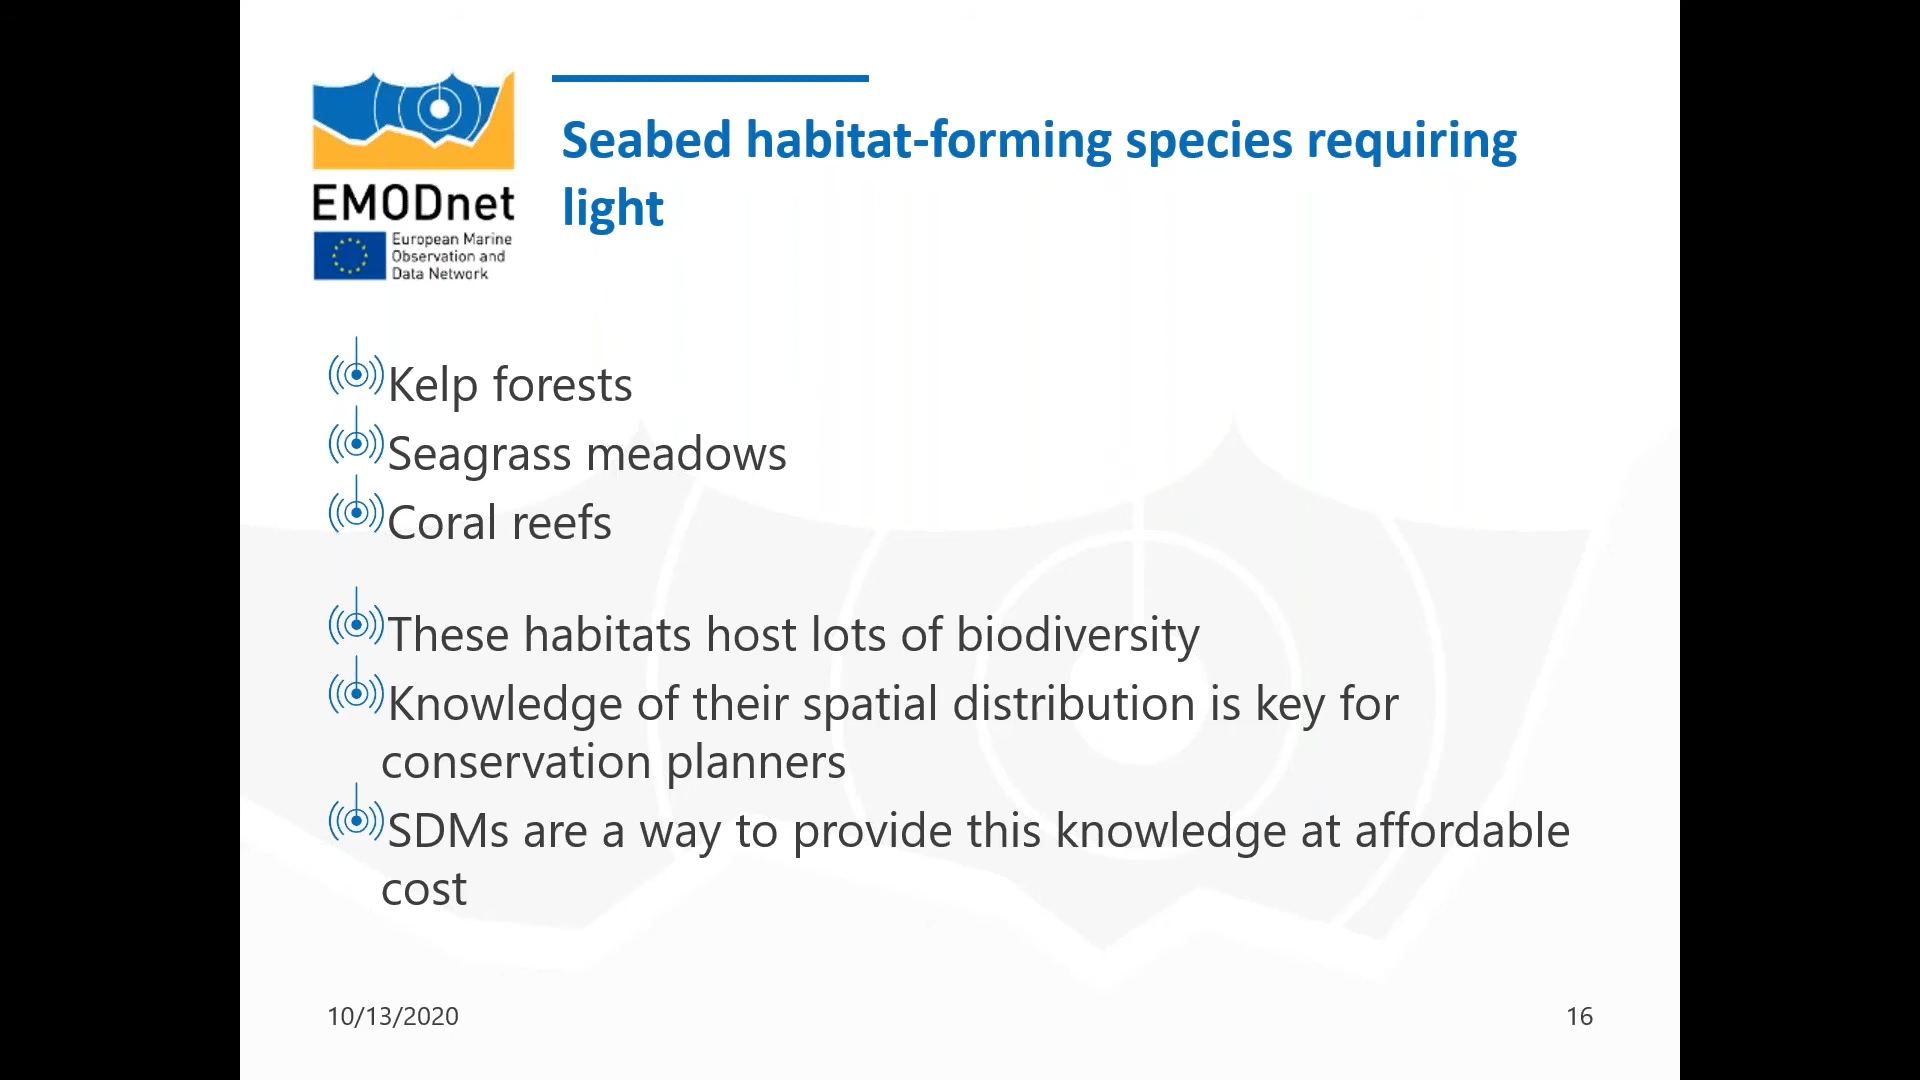 Seabed habitat-forming species requiring
light
EMODnet
European Marine
Observation and
Data Network
Kelp forests
Seagrass meadows
Coral reefs
These habitats host lots of biodiversity
Knowledge of their spatial distribution is key for
conservation planners
SDMs are a way to provide this knowledge at affordable
cost
10/13/2020
16